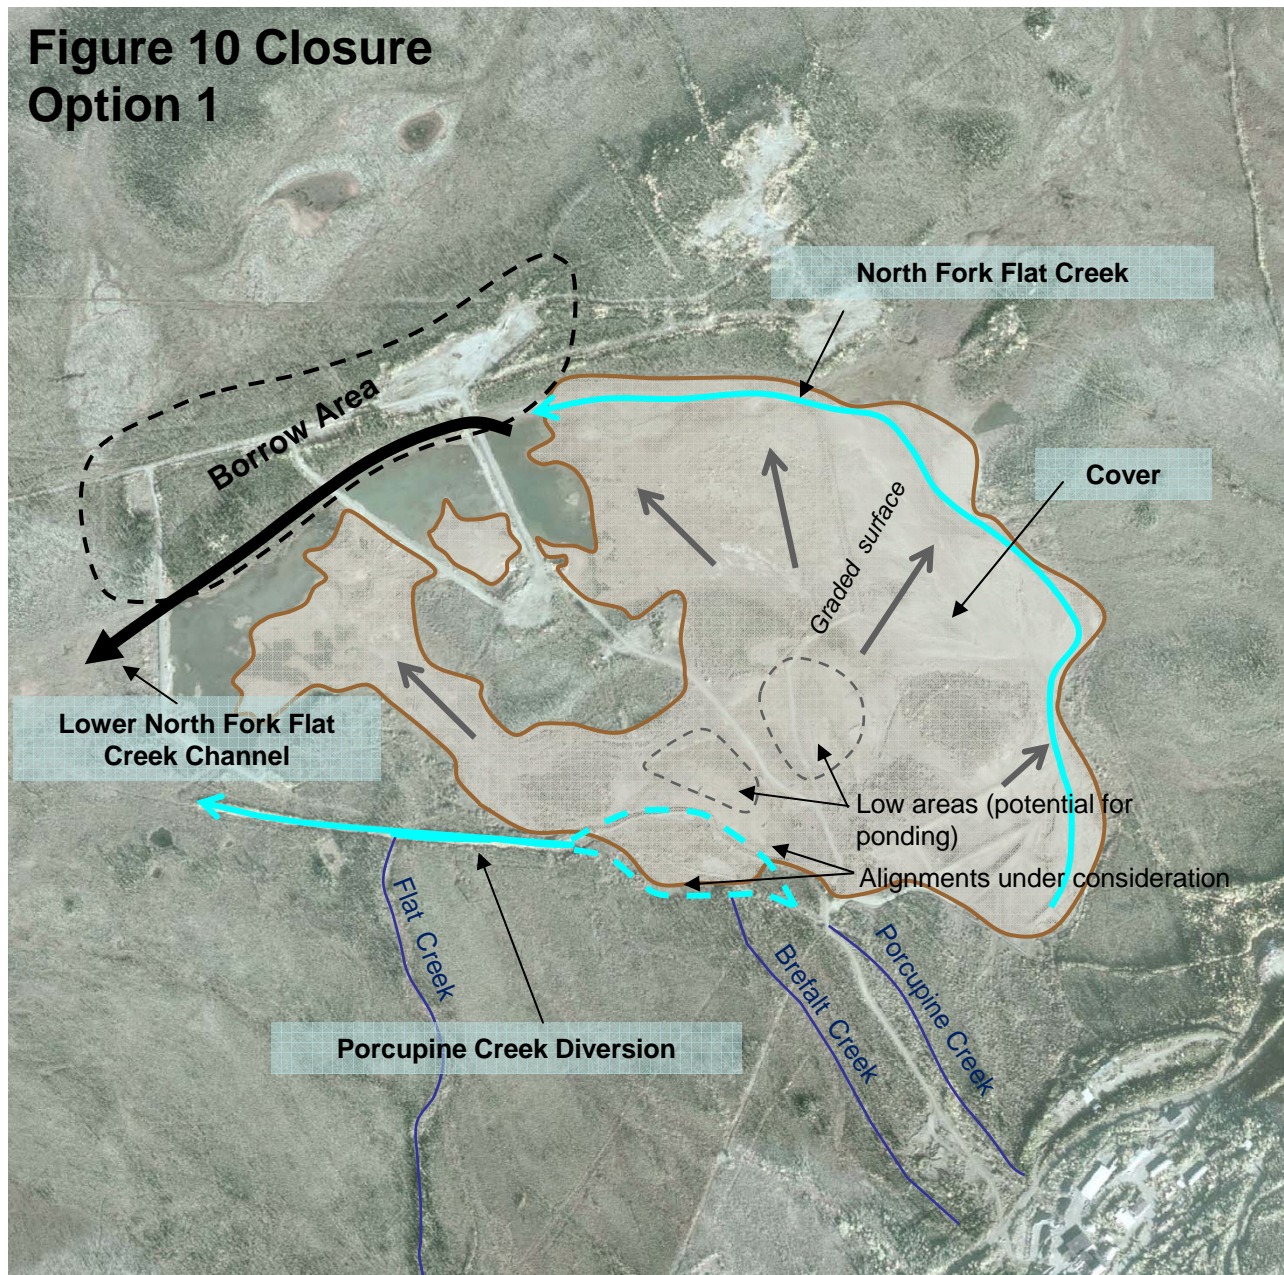 Figure 10 Closure
Option 1
North Fork Flat Creek
Borrow Area
Cover
Graded surface
Lower North Fork Flat
Creek Channel
Low areas (potential for
ponding)
Alignments under consideration
Flat Creek
Brefalt Creek
Porcupine Creek
Porcupine Creek Diversion